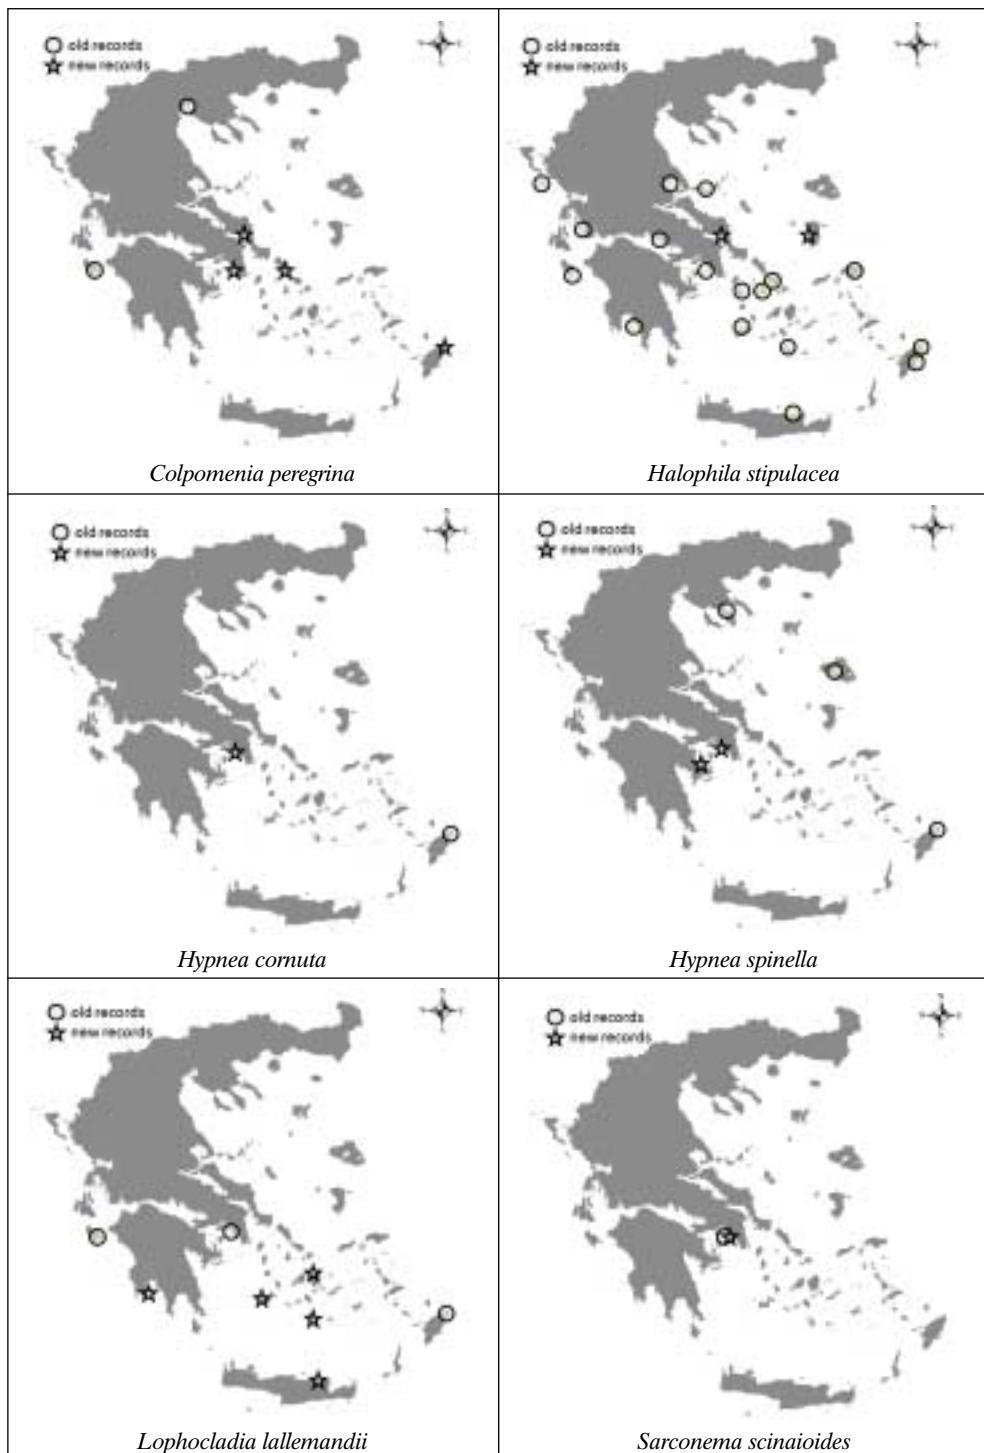 old records
new records
Colpomenia peregrina
old records
new records
Halophila stipulacea
old records
new records
Hypnea cornuta
old records
new records
Hypnea spinella
old records
new records
Lophocladia lallemandii
old records
new records
Sarconema scinaioides